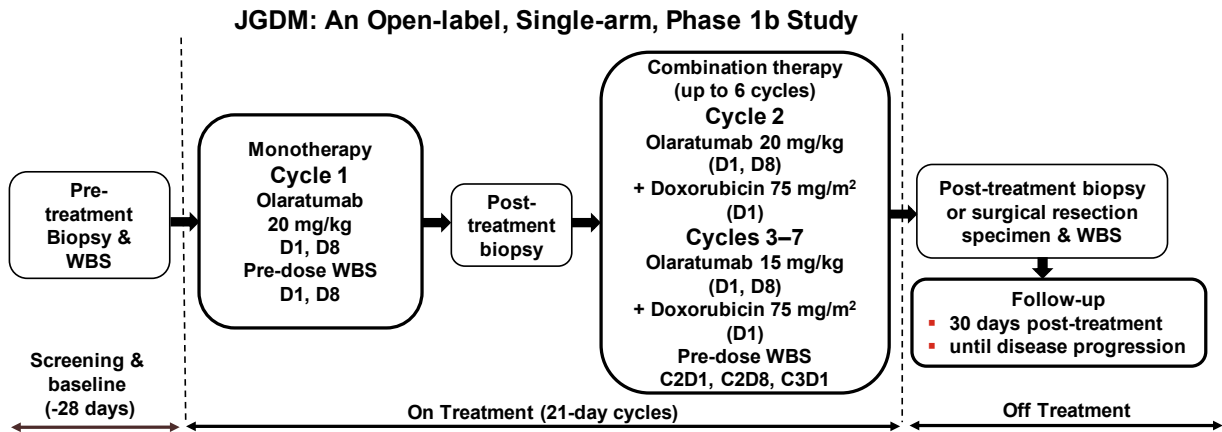 JGDM: An Open-label, Single-arm, Phase 1b Study
Pre-
treatment
Biopsy &
WBS
Screening &
baseline
(-28 days)
Monotherapy
Cycle 1
Olaratumab
20 mg/kg
D1, D8
Pre-dose WBS
D1, D8
Post-
treatment
biopsy
Combination therapy
(up to 6 cycles)
Cycle 2
Olaratumab 20 mg/kg
(D1, D8)
+ Doxorubicin 75 mg/m²
(D1)
Cycles 3–7
Olaratumab 15 mg/kg
(D1, D8)
+ Doxorubicin 75 mg/m²
(D1)
Pre-dose WBS
C2D1, C2D8, C3D1
On Treatment (21-day cycles)
Post-treatment biopsy
or surgical resection
specimen & WBS
Follow-up
▪ 30 days post-treatment
▪ until disease progression
Off Treatment